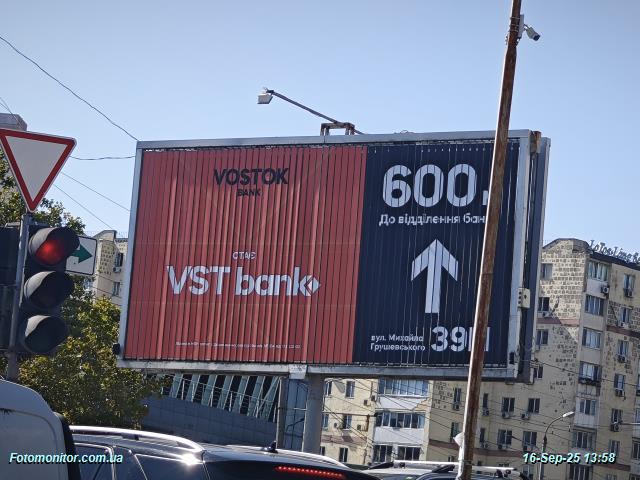 VOSTOK
BANK
СТАЄ
VST bank
600
До відділення бан
вул. Михайла
Грушевського
39
Fotomonitor.com.ua
16-Sep-25 13:58